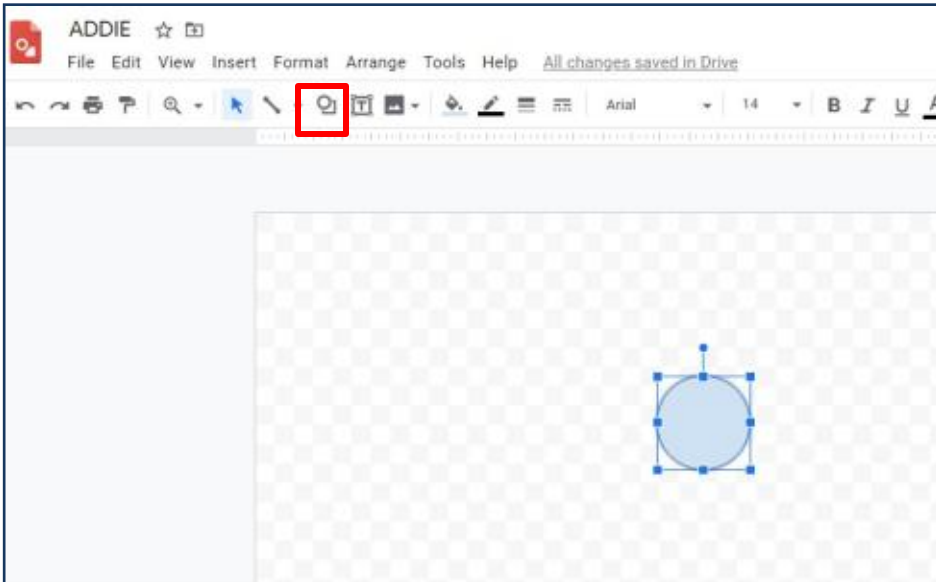 ADDIE
File Edit View Insert Format Arrange Tools Help All changes saved in Drive
Arial 14 B I U A